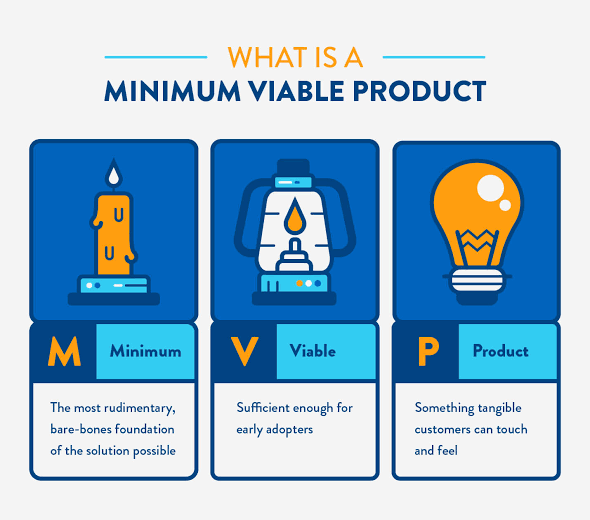 WHAT IS A
MINIMUM VIABLE PRODUCT
M Minimum
The most rudimentary,
bare-bones foundation
of the solution possible
V Viable
Sufficient enough for
early adopters
P Product
Something tangible
customers can touch
and feel